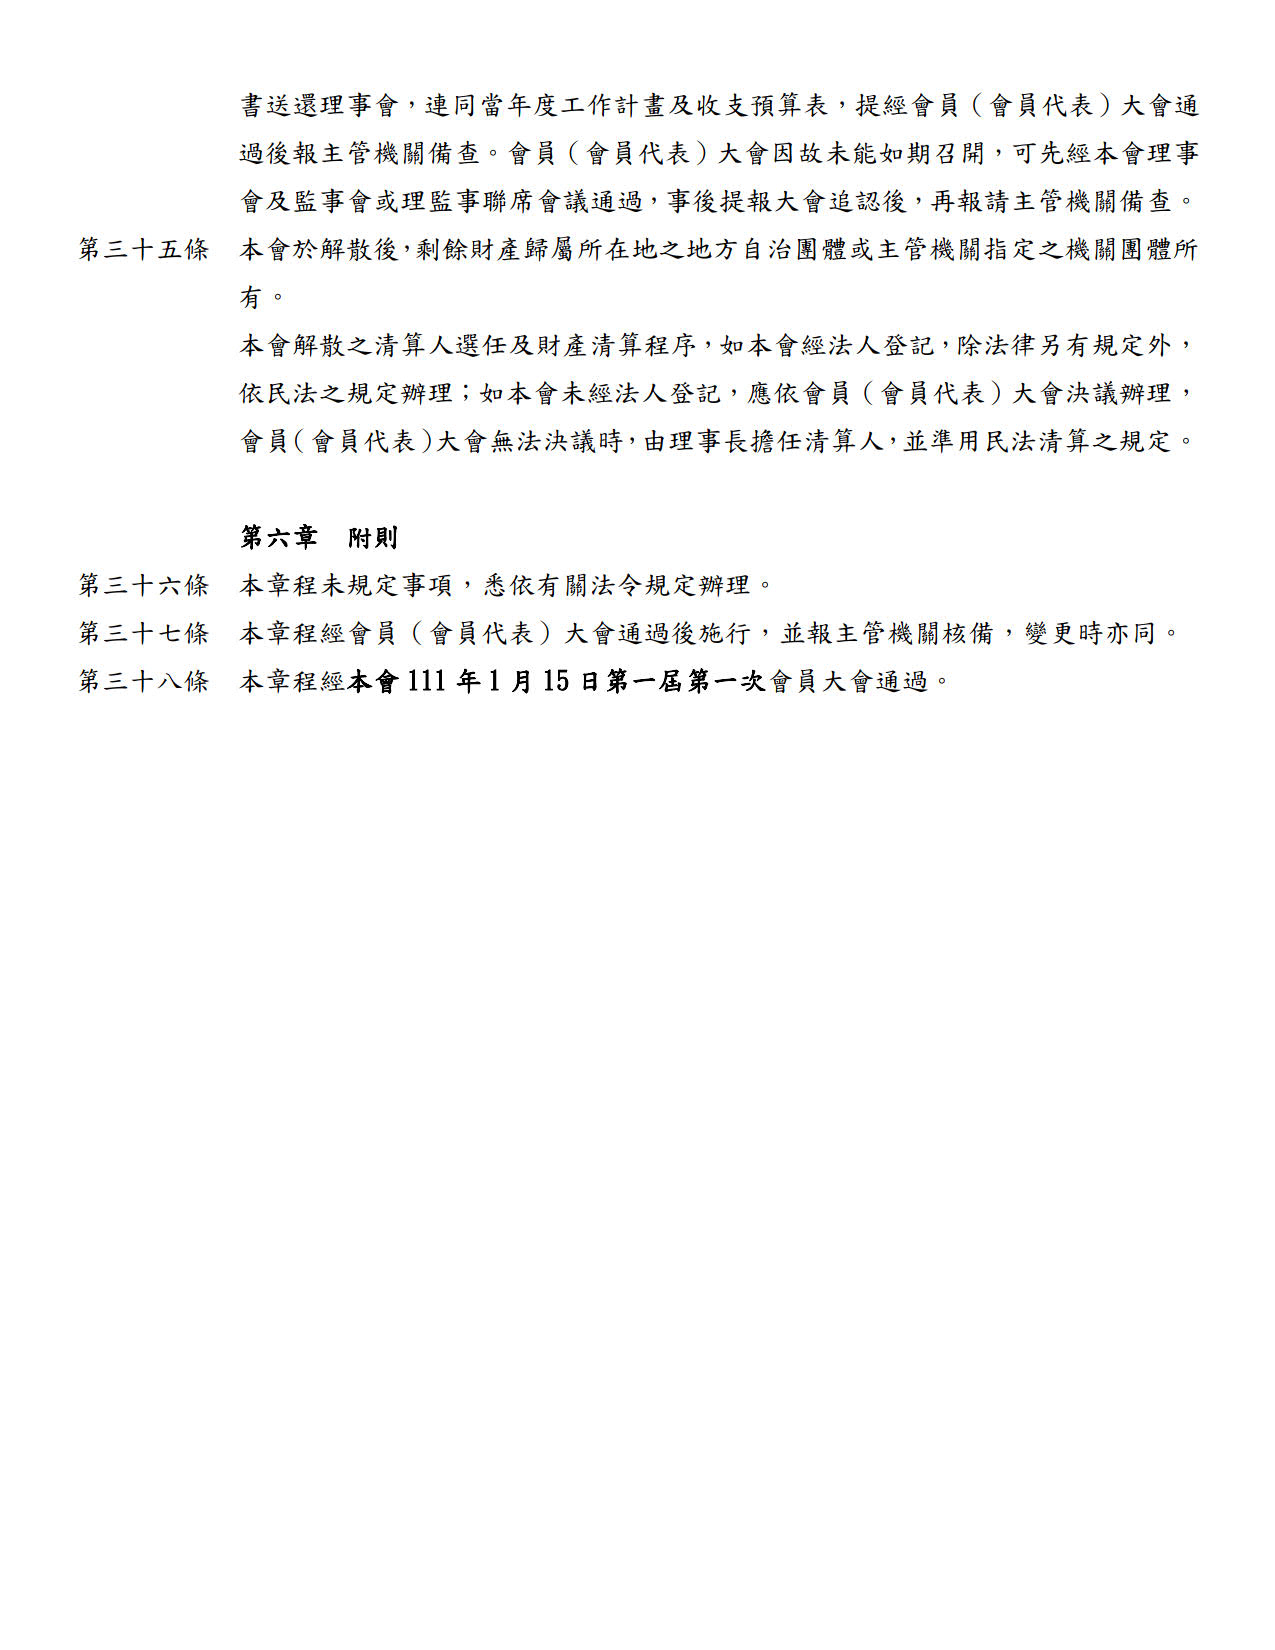 書送還理事會，連同當年度工作計畫及收支預算表，提經會員（會員代表）大會通
過後報主管機關備查。會員（會員代表）大會因故未能如期召開，可先經本會理事
會及監事會或理監事聯席會議通過，事後提報大會追認後，再報請主管機關備查。
第三十五條　本會於解散後，剩餘財產歸屬所在地之地方自治團體或主管機關指定之機關團體所
有。
本會解散之清算人選任及財產清算程序，如本會經法人登記，除法律另有規定外，
依民法之規定辦理；如本會未經法人登記，應依會員（會員代表）大會決議辦理，
會員（會員代表）大會無法決議時，由理事長擔任清算人，並準用民法清算之規定。
第六章　附則
第三十六條　本章程未規定事項，悉依有關法令規定辦理。
第三十七條　本章程經會員（會員代表）大會通過後施行，並報主管機關核備，變更時亦同。
第三十八條　本章程經本會 111 年 1 月 15 日第一屆第一次會員大會通過。